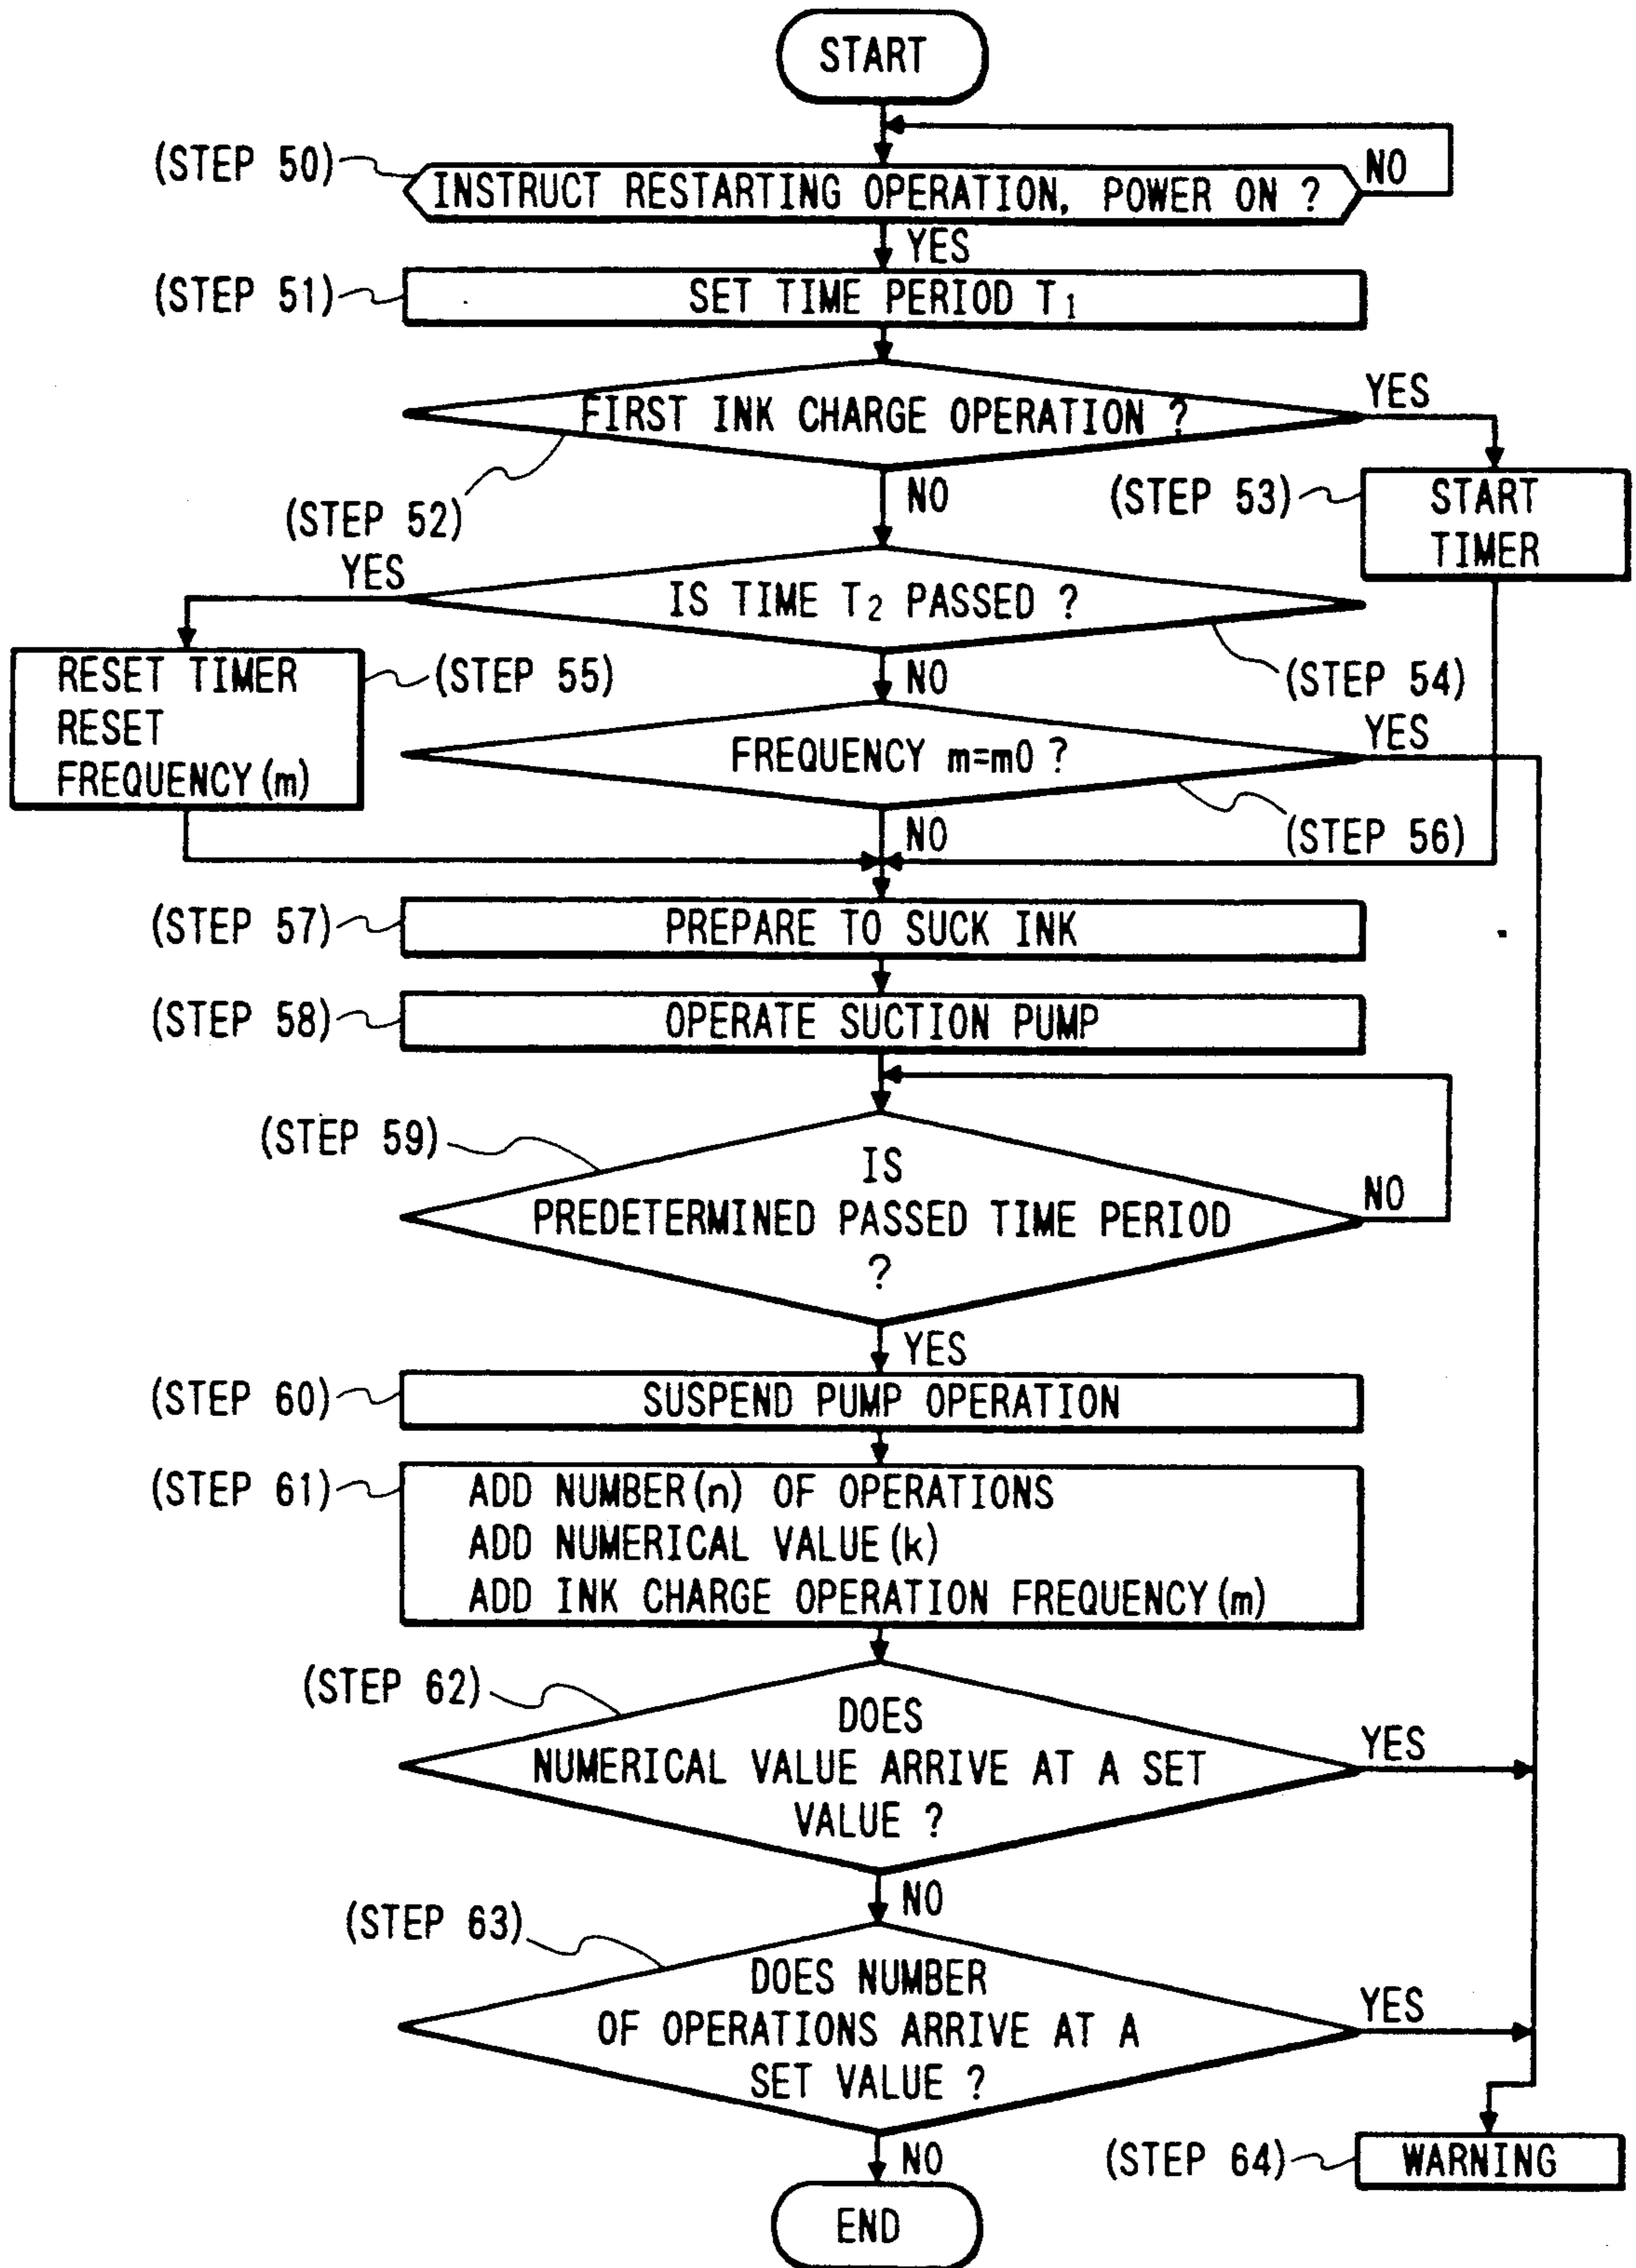 START
(STEP 50)
INSTRUCT RESTARTING OPERATION, POWER ON ?
NO
YES
(STEP 51)
SET TIME PERIOD T1
FIRST INK CHARGE OPERATION ?
YES
(STEP 52)
NO
(STEP 53)
START
TIMER
YES
IS TIME T2 PASSED ?
(STEP 54)
NO
RESET TIMER
RESET
FREQUENCY(m)
(STEP 55)
FREQUENCY m=m0 ?
YES
(STEP 56)
NO
(STEP 57)
PREPARE TO SUCK INK
(STEP 58)
OPERATE SUCTION PUMP
(STEP 59)
IS
PREDETERMINED PASSED TIME PERIOD
?
NO
YES
(STEP 60)
SUSPEND PUMP OPERATION
(STEP 61)
ADD NUMBER(n) OF OPERATIONS
ADD NUMERICAL VALUE(k)
ADD INK CHARGE OPERATION FREQUENCY(m)
(STEP 62)
DOES
NUMERICAL VALUE ARRIVE AT A SET
VALUE ?
YES
NO
(STEP 63)
DOES NUMBER
OF OPERATIONS ARRIVE AT A
SET VALUE ?
YES
NO
(STEP 64)
WARNING
END